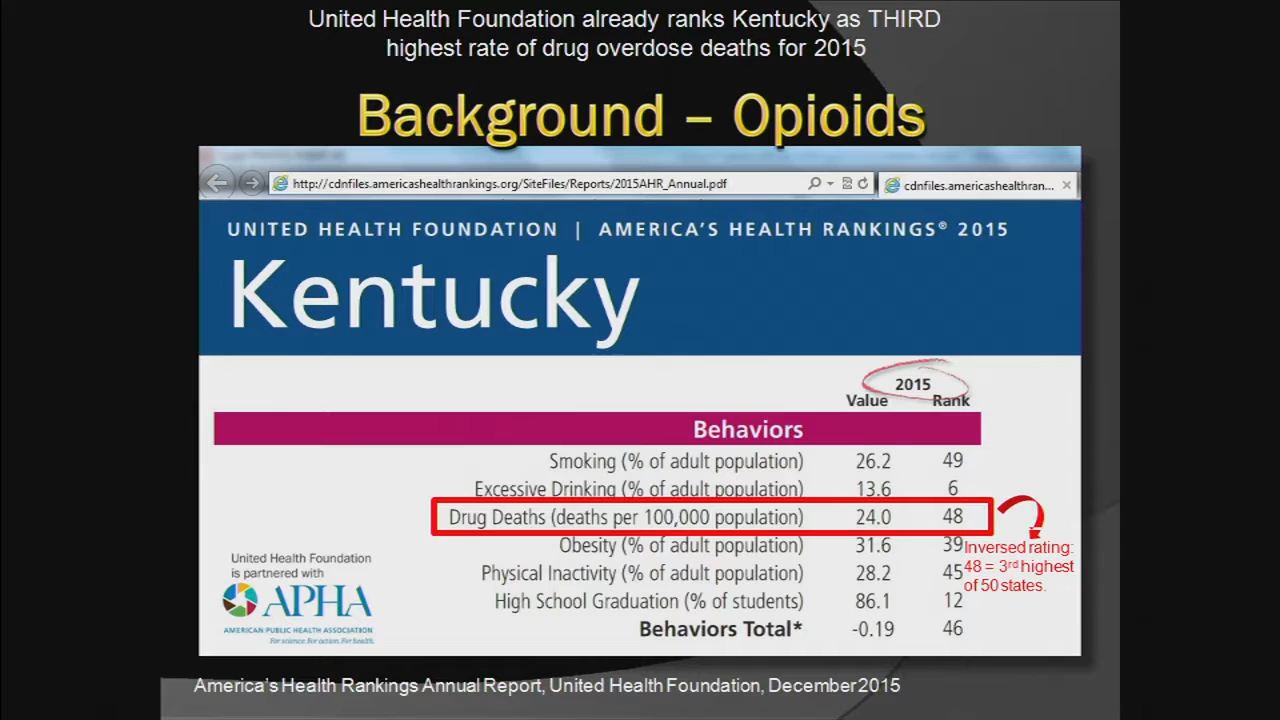 United Health Foundation already ranks Kentucky as THIRD
highest rate of drug overdose deaths for 2015
Background – Opioids
http://cdnfiles.americashealthrankings.org/SiteFiles/Reports/2015AHR_Annual.pdf
cdnfiles.americashealthran...
UNITED HEALTH FOUNDATION | AMERICA'S HEALTH RANKINGS® 2015
Kentucky
2015
Value Rank
Behaviors
Smoking (% of adult population) 26.2 49
Excessive Drinking (% of adult population) 13.6 6
Drug Deaths (deaths per 100,000 population) 24.0 48
Obesity (% of adult population) 31.6 39
Physical Inactivity (% of adult population) 28.2 45
High School Graduation (% of students) 86.1 12
Behaviors Total* -0.19 46
Inversed rating:
48 = 3rd highest
of 50 states.
United Health Foundation
is partnered with
APHA
AMERICAN PUBLIC HEALTH ASSOCIATION
For science. For action. For health.
America's Health Rankings Annual Report, United Health Foundation, December 2015